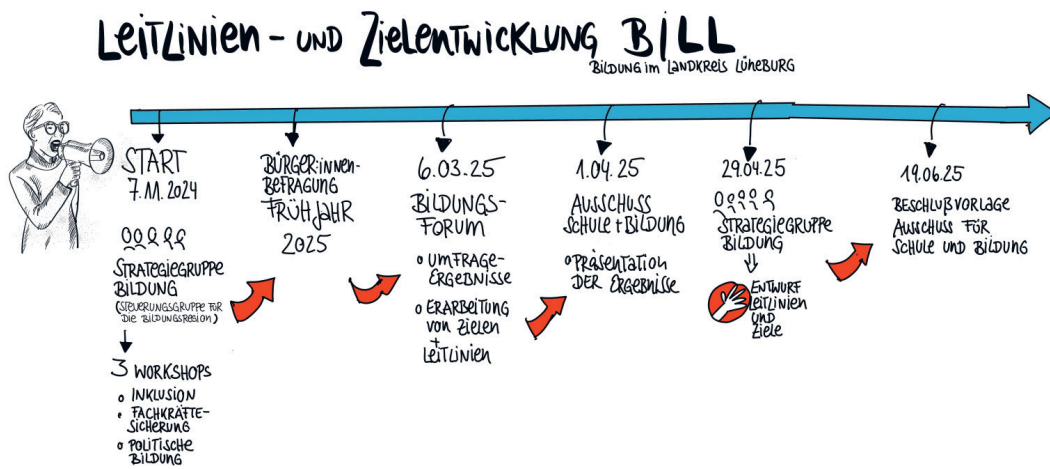 LEITLINIEN- UND ZIELENTWICKLUNG BILL
BILDUNG IM LANDKREIS LÜNEBURG
START
7.11.2024
STRATEGIEGRUPPE
BILDUNG
(STEUERUNGSGRUPPE FÜR
DIE BILDUNGSREGION)
3 WORKSHOPS
o INKLUSION
• FACHKRÄFTE-
SICHERUNG
o POLITISCHE
BILDUNG
BÜRGER:INNEN-
BEFRAGUNG
FRÜHJAHR
2025
6.03.25
BILDUNGS-
FORUM
o UMFRAGE-
ERGEBNISSE
o ERARBEITUNG
VON ZIELEN
+
LEITLINIEN
1.04.25
AUSSCHUSS
SCHULE + BILDUNG
o PRÄSENTATION
DER ERGEBNISSE
29.04.25
STRATEGIEGRUPPE
BILDUNG
ENTWURF
LEITLINIEN
UND
ZIELE
19.06.25
BESCHLUßVORLAGE
AUSSCHUSS FÜR
SCHULE UND BILDUNG